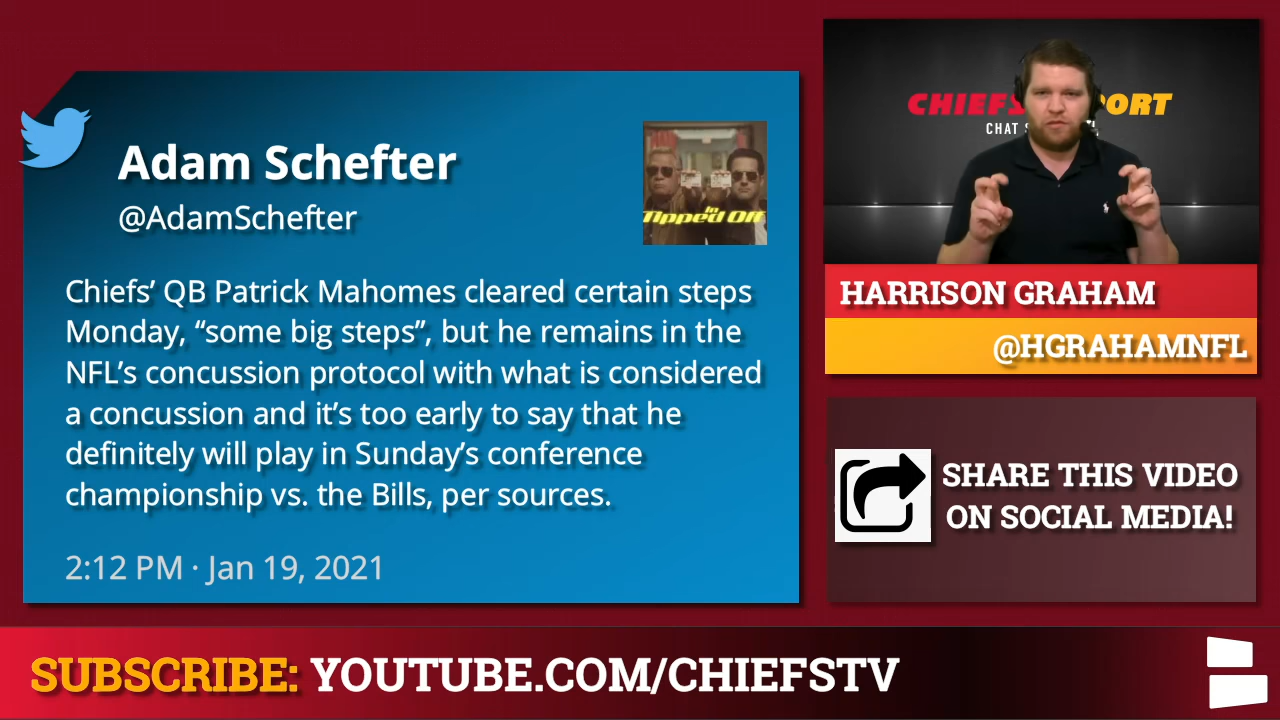 Adam Schefter
@AdamSchefter
in
Tipped Off
Chiefs’ QB Patrick Mahomes cleared certain steps
Monday, “some big steps”, but he remains in the
NFL’s concussion protocol with what is considered
a concussion and it’s too early to say that he
definitely will play in Sunday’s conference
championship vs. the Bills, per sources.
2:12 PM · Jan 19, 2021
CHAT
HARRISON GRAHAM
@HGRAHAMNFL
SHARE THIS VIDEO
ON SOCIAL MEDIA!
SUBSCRIBE: YOUTUBE.COM/CHIEFSTV